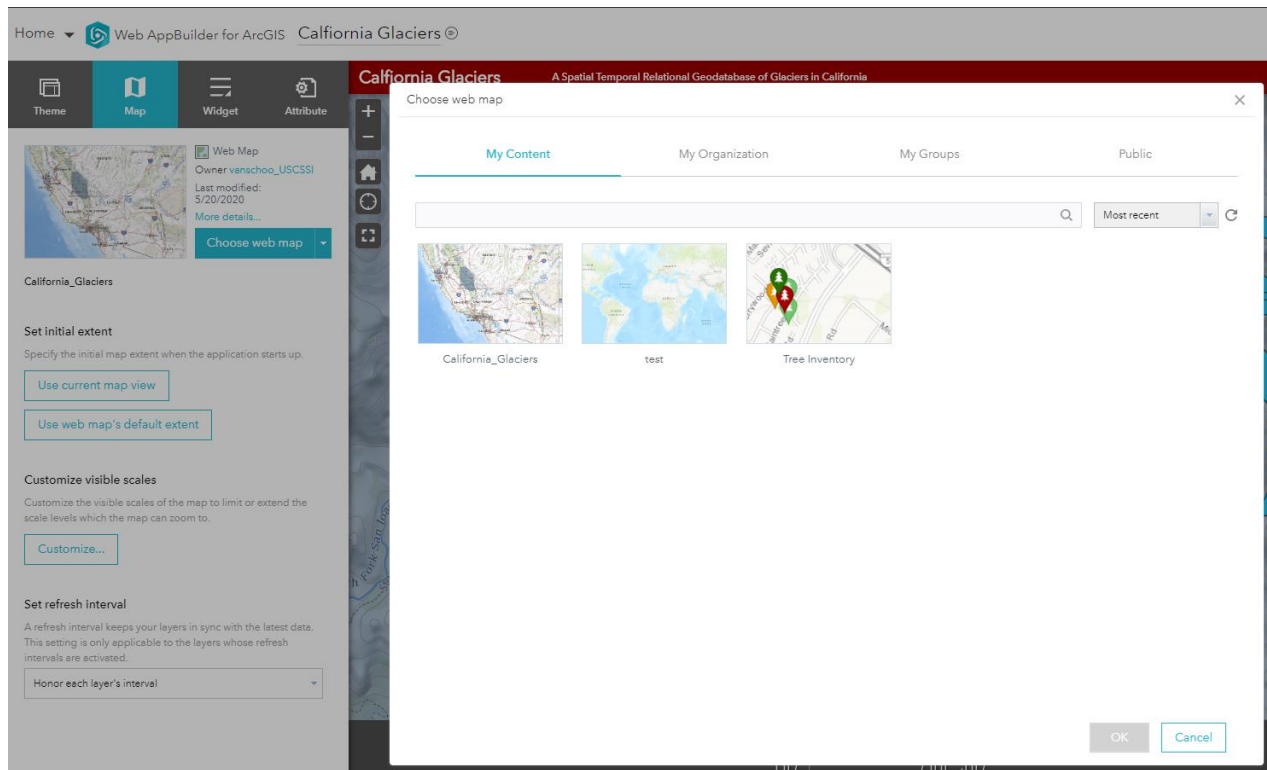 Home Web AppBuilder for ArcGIS Calfiornia Glaciers
Theme Map Widget Attribute
Web Map
Owner vanschoo_USCSSI
Last modified:
5/20/2020
More details...
Choose web map
California_Glaciers
Set initial extent
Specify the initial map extent when the application starts up.
Use current map view
Use web map's default extent
Customize visible scales
Customize the visible scales of the map to limit or extend the
scale levels which the map can zoom to.
Customize...
Set refresh interval
A refresh interval keeps your layers in sync with the latest data.
This setting is only applicable to the layers whose refresh
intervals are activated.
Honor each layer's interval
Calfiornia Glaciers A Spatial Temporal Relational Geodatabase of Glaciers in California
+
−
Choose web map
My Content My Organization My Groups Public
Most recent
California_Glaciers test Tree Inventory
OK Cancel